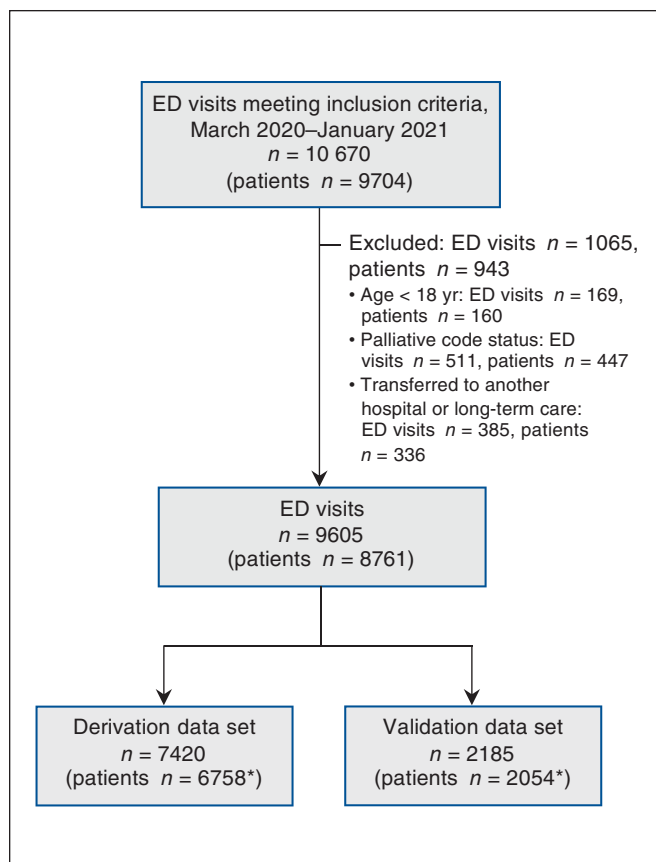 ED visits meeting inclusion criteria,
March 2020–January 2021
n = 10 670
(patients n = 9704)
Excluded: ED visits n = 1065,
patients n = 943
• Age < 18 yr: ED visits n = 169,
patients n = 160
• Palliative code status: ED
visits n = 511, patients n = 447
• Transferred to another
hospital or long-term care:
ED visits n = 385, patients
n = 336
ED visits
n = 9605
(patients n = 8761)
Derivation data set
n = 7420
(patients n = 6758*)
Validation data set
n = 2185
(patients n = 2054*)